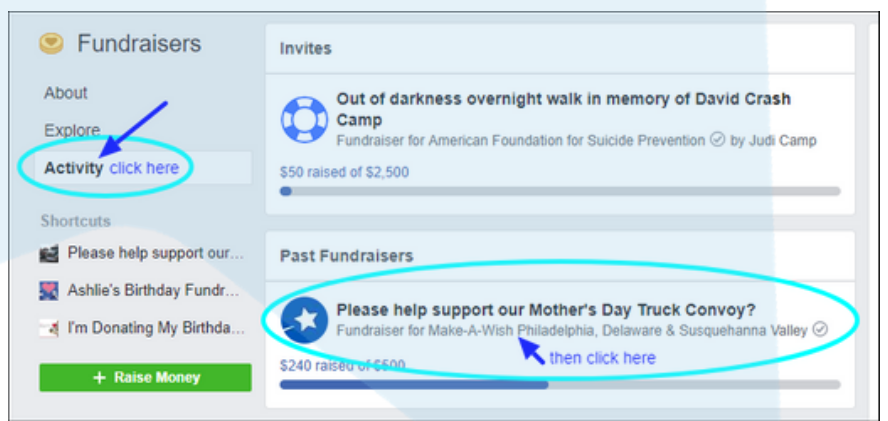 Fundraisers
About
Explore
Activity click here
Shortcuts
Please help support our...
Ashlie's Birthday Fundr...
I'm Donating My Birthda...
+ Raise Money
Invites
Out of darkness overnight walk in memory of David Crash
Camp
Fundraiser for American Foundation for Suicide Prevention by Judi Camp
$50 raised of $2,500
Past Fundraisers
Please help support our Mother's Day Truck Convoy?
Fundraiser for Make-A-Wish Philadelphia, Delaware & Susquehanna Valley
then click here
$240 raised of $500